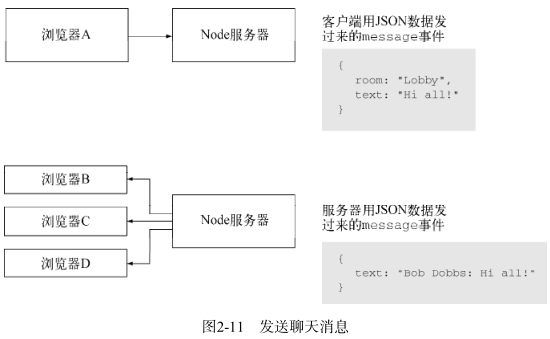 浏览器A
Node服务器
客户端用JSON数据发
过来的message事件
{
room: "Lobby",
text: "Hi all!"
}
浏览器B
浏览器C
浏览器D
Node服务器
服务器用JSON数据发
过来的message事件
{
text: "Bob Dobbs: Hi all!"
}
图2-11 发送聊天消息